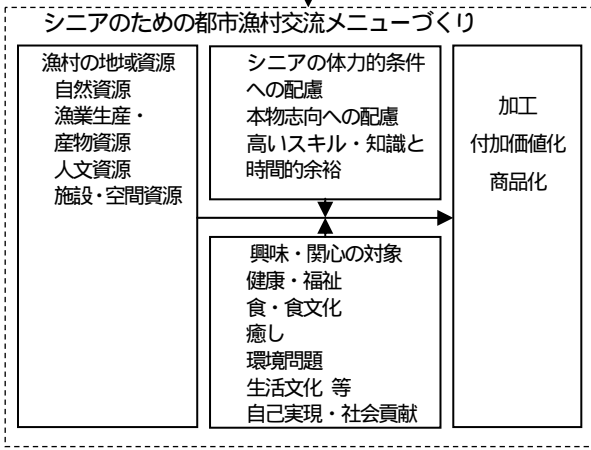 シニアのための都市漁村交流メニューづくり
漁村の地域資源
自然資源
漁業生産・
産物資源
人文資源
施設・空間資源
シニアの体力的条件
への配慮
本物志向への配慮
高いスキル・知識と
時間的余裕
興味・関心の対象
健康・福祉
食・食文化
癒し
環境問題
生活文化 等
自己実現・社会貢献
加工
付加価値化
商品化